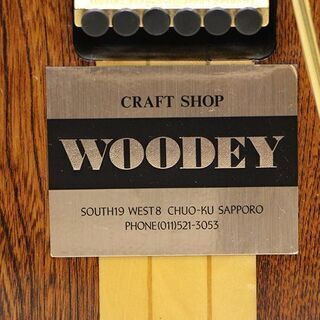 CRAFT SHOP
WOODEY
SOUTH19 WEST8 CHUO-KU SAPPORO
PHONE(011)521-3053